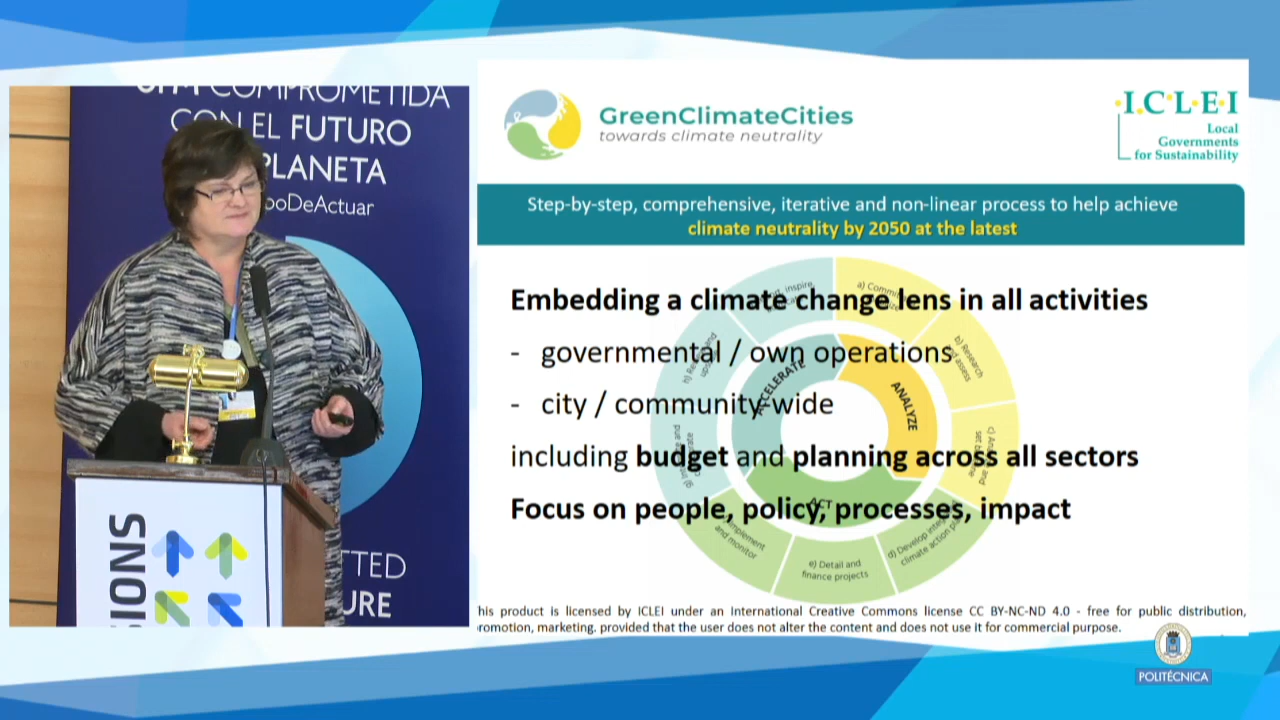 COMPROMETIDA
CON EL FUTURO
PLANETA
poDeActuar
TTED
URE
SIONS
GreenClimateCities
towards climate neutrality
I.C.L.E.I
Local
Governments
for Sustainability
Step-by-step, comprehensive, iterative and non-linear process to help achieve
climate neutrality by 2050 at the latest
Embedding a climate change lens in all activities
- governmental / own operations
- city / community-wide
including budget and planning across all sectors
Focus on people, policy, processes, impact
ACCELERATE
ANALYZE
ACT
b) Research
and assess
d) Develop
climate action
e) Detail and
finance projects
implement
and monitor
his product is licensed by ICLEI under an International Creative Commons license CC BY-NC-ND 4.0 - free for public distribution,
romotion, marketing. provided that the user does not alter the content and does not use it for commercial purpose.
POLITÉCNICA